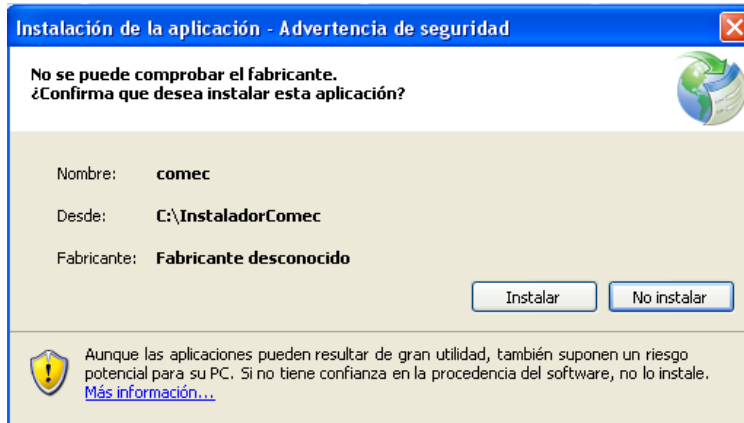 Instalación de la aplicación - Advertencia de seguridad
No se puede comprobar el fabricante.
¿Confirma que desea instalar esta aplicación?
Nombre: comec
Desde: C:\InstaladorComec
Fabricante: Fabricante desconocido
Instalar No instalar
Aunque las aplicaciones pueden resultar de gran utilidad, también suponen un riesgo
potencial para su PC. Si no tiene confianza en la procedencia del software, no lo instale.
Más información...